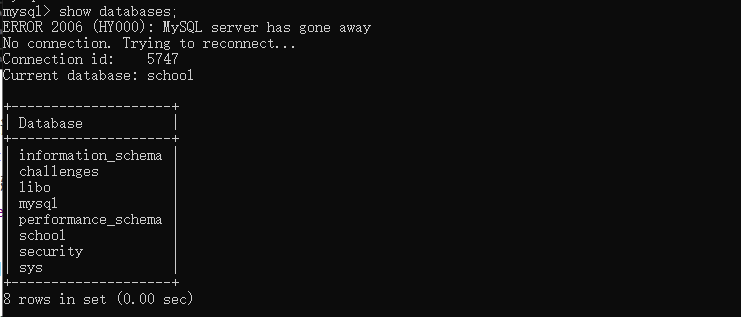 mysql> show databases;
ERROR 2006 (HY000): MySQL server has gone away
No connection. Trying to reconnect...
Connection id:    5747
Current database: school

+--------------------+
| Database           |
+--------------------+
| information_schema |
| challenges         |
| libo               |
| mysql              |
| performance_schema |
| school             |
| security           |
| sys                |
+--------------------+
8 rows in set (0.00 sec)